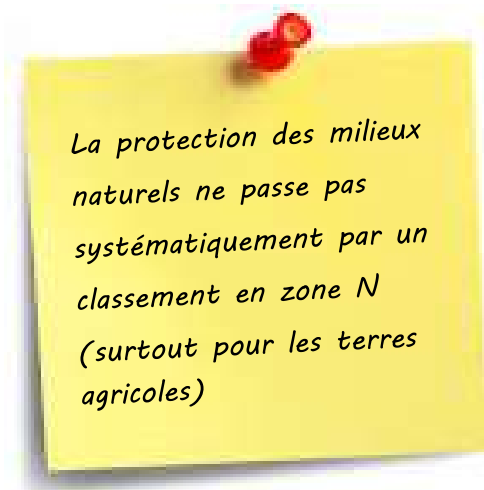 La protection des milieux
naturels ne passe pas
systématiquement par un
classement en zone N
(surtout pour les terres
agricoles)